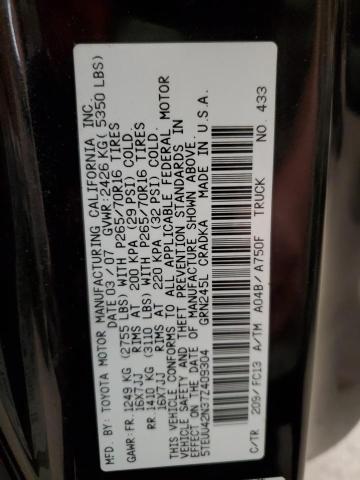 MFD. BY: TOYOTA MOTOR MANUFACTURING CALIFORNIA INC.
DATE 03/07 GVWR: 2426 KG ( 5350 LBS)
GAWR: FR. 1249 KG (2755 LBS) WITH P265/70R16 TIRES
16X7JJ RIMS AT 200 KPA (29 PSI) COLD.
RR. 1410 KG (3110 LBS) WITH P265/70R16 TIRES
16X7JJ RIMS AT 220 KPA (32 PSI) COLD.
THIS VEHICLE CONFORMS TO ALL APPLICABLE FEDERAL MOTOR
VEHICLE SAFETY AND THEFT PREVENTION STANDARDS IN
EFFECT ON THE DATE OF MANUFACTURE SHOWN ABOVE.
5TEUU42N37Z409304 GRN245L CRADKA MADE IN U.S.A.
C/TR 209/FC13 A/TM A04B/A750F TRUCK NO. 433